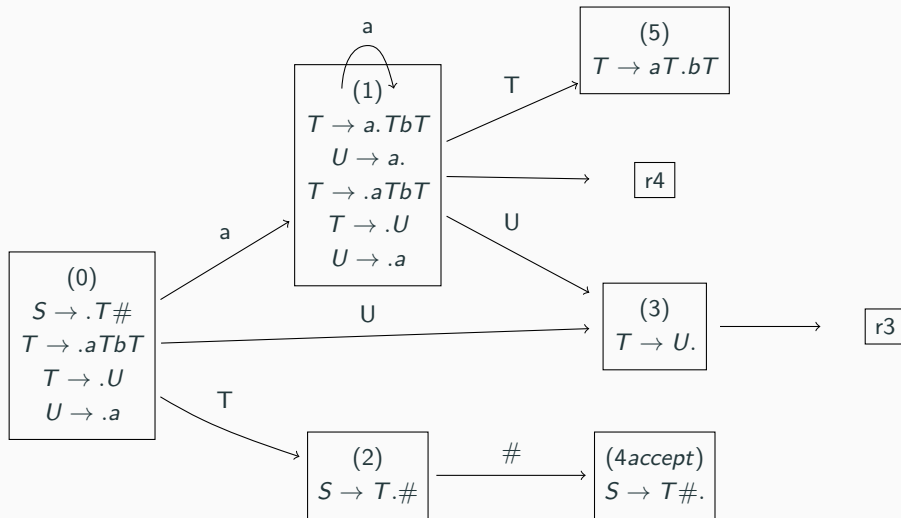 a
(5)
T → aT.bT
T
(1)
T → a.TbT
U → a.
T → .aTbT
T → .U
U → .a
r4
U
a
(0)
S → .T#
T → .aTbT
T → .U
U → .a
U
(3)
T → U.
r3
T
(2)
S → T.#
#
(4accept)
S → T#.